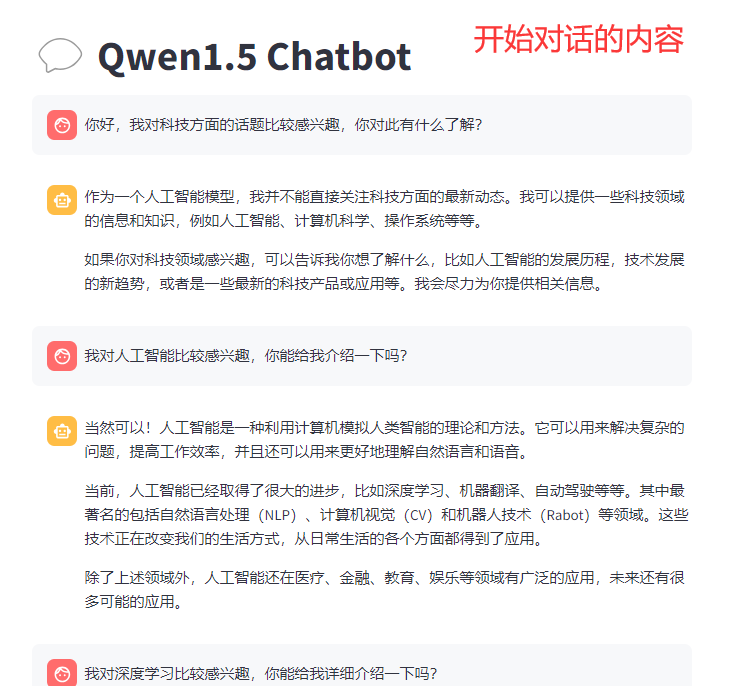 Qwen1.5 Chatbot
开始对话的内容
你好，我对科技方面的话题比较感兴趣，你对此有什么了解？
作为一个人工智能模型，我并不能直接关注科技方面的最新动态。我可以提供一些科技领域
的信息和知识，例如人工智能、计算机科学、操作系统等等。
如果你对科技领域感兴趣，可以告诉我你想了解什么，比如人工智能的发展历程，技术发展
的新趋势，或者是一些最新的科技产品或应用等。我会尽力为你提供相关信息。
我对人工智能比较感兴趣，你能给我介绍一下吗？
当然可以！人工智能是一种利用计算机模拟人类智能的理论和方法。它可以用来解决复杂的
问题，提高工作效率，并且还可以用来更好地理解自然语言和语音。
当前，人工智能已经取得了很大的进步，比如深度学习、机器翻译、自动驾驶等等。其中最
著名的包括自然语言处理（NLP）、计算机视觉（CV）和机器人技术（Rabot）等领域。这些
技术正在改变我们的生活方式，从日常生活的各个方面都得到了应用。
除了上述领域外，人工智能还在医疗、金融、教育、娱乐等领域有广泛的应用，未来还有很
多可能的应用。
我对深度学习比较感兴趣，你能给我详细介绍一下吗？